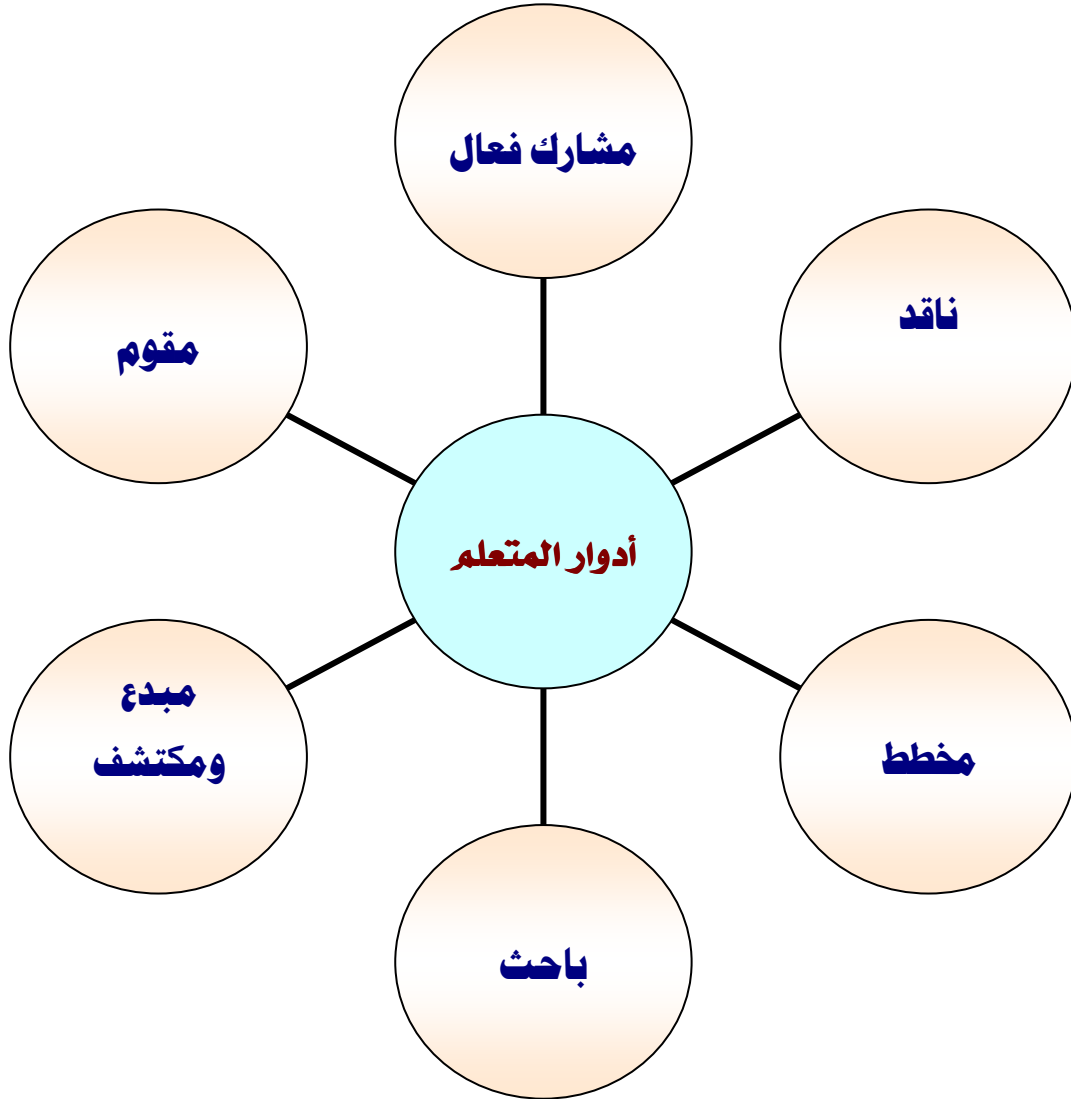 مشارك فعال
ناقد
مقوم
أدوار المتعلم
مبدع
ومكتشف
مخطط
باحث